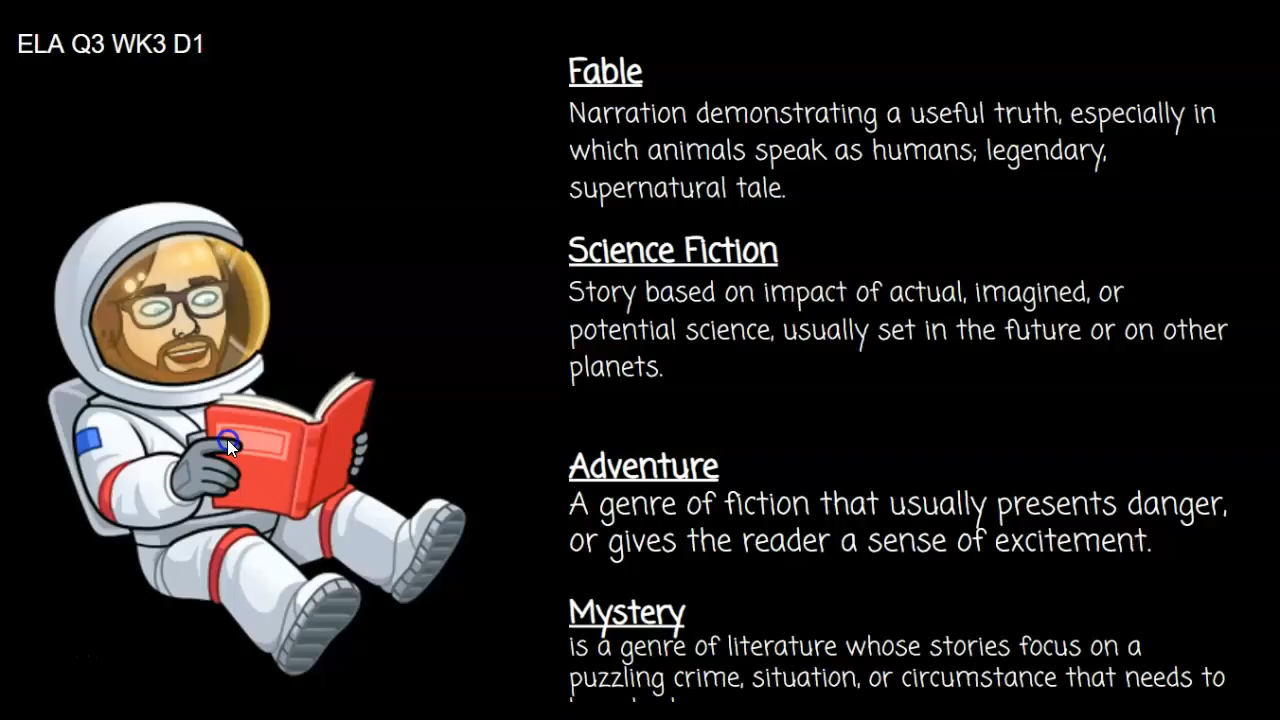 ELA Q3 WK3 D1
Fable
Narration demonstrating a useful truth, especially in
which animals speak as humans; legendary,
supernatural tale.
Science Fiction
Story based on impact of actual, imagined, or
potential science, usually set in the future or on other
planets.
Adventure
A genre of fiction that usually presents danger,
or gives the reader a sense of excitement.
Mystery
is a genre of literature whose stories focus on a
puzzling crime, situation, or circumstance that needs to